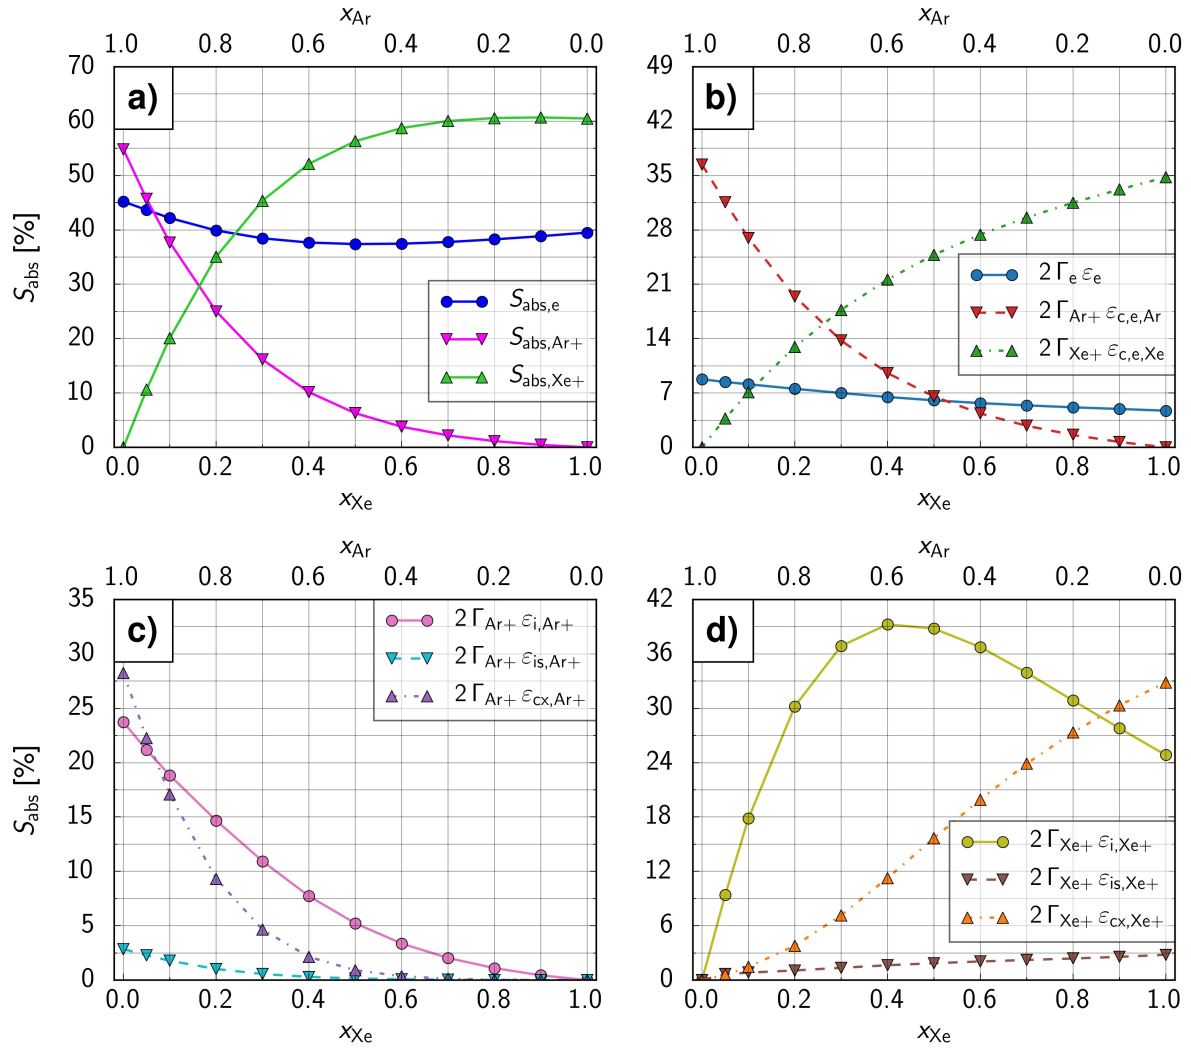 x_Ar
1.0 0.8 0.6 0.4 0.2 0.0
a)
70
60
50
40
30
20
10
0
S_abs [%]
S_abs,e
S_abs,Ar+
S_abs,Xe+
0.0 0.2 0.4 0.6 0.8 1.0
x_Xe
x_Ar
1.0 0.8 0.6 0.4 0.2 0.0
b)
49
42
35
28
21
14
7
0
2 Γ_e ε_e
2 Γ_Ar+ ε_c,e,Ar
2 Γ_Xe+ ε_c,e,Xe
0.0 0.2 0.4 0.6 0.8 1.0
x_Xe
x_Ar
1.0 0.8 0.6 0.4 0.2 0.0
c)
35
30
25
20
15
10
5
0
S_abs [%]
2 Γ_Ar+ ε_i,Ar+
2 Γ_Ar+ ε_is,Ar+
2 Γ_Ar+ ε_cx,Ar+
0.0 0.2 0.4 0.6 0.8 1.0
x_Xe
x_Ar
1.0 0.8 0.6 0.4 0.2 0.0
d)
42
36
30
24
18
12
6
0
2 Γ_Xe+ ε_i,Xe+
2 Γ_Xe+ ε_is,Xe+
2 Γ_Xe+ ε_cx,Xe+
0.0 0.2 0.4 0.6 0.8 1.0
x_Xe